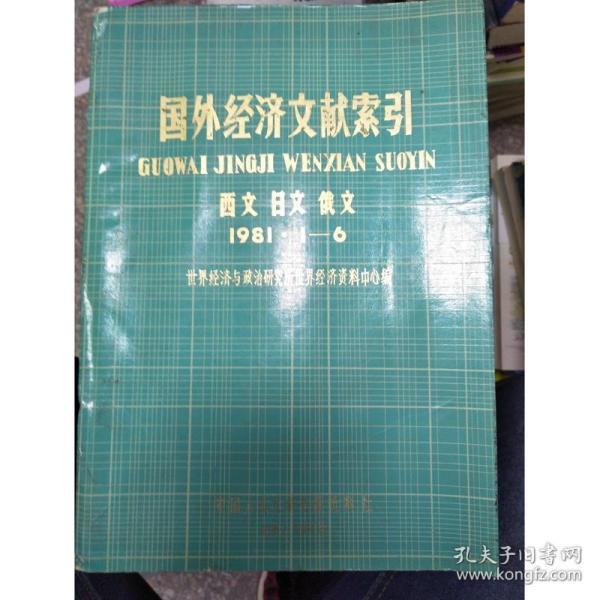 国外经济文献索引
GUOWAI JINGJI WENXIAN SUOYIN
西文 日文 俄文
1981·1—6
世界经济与政治研究所世界经济资料中心编
孔夫子旧书网
www.kongfz.com